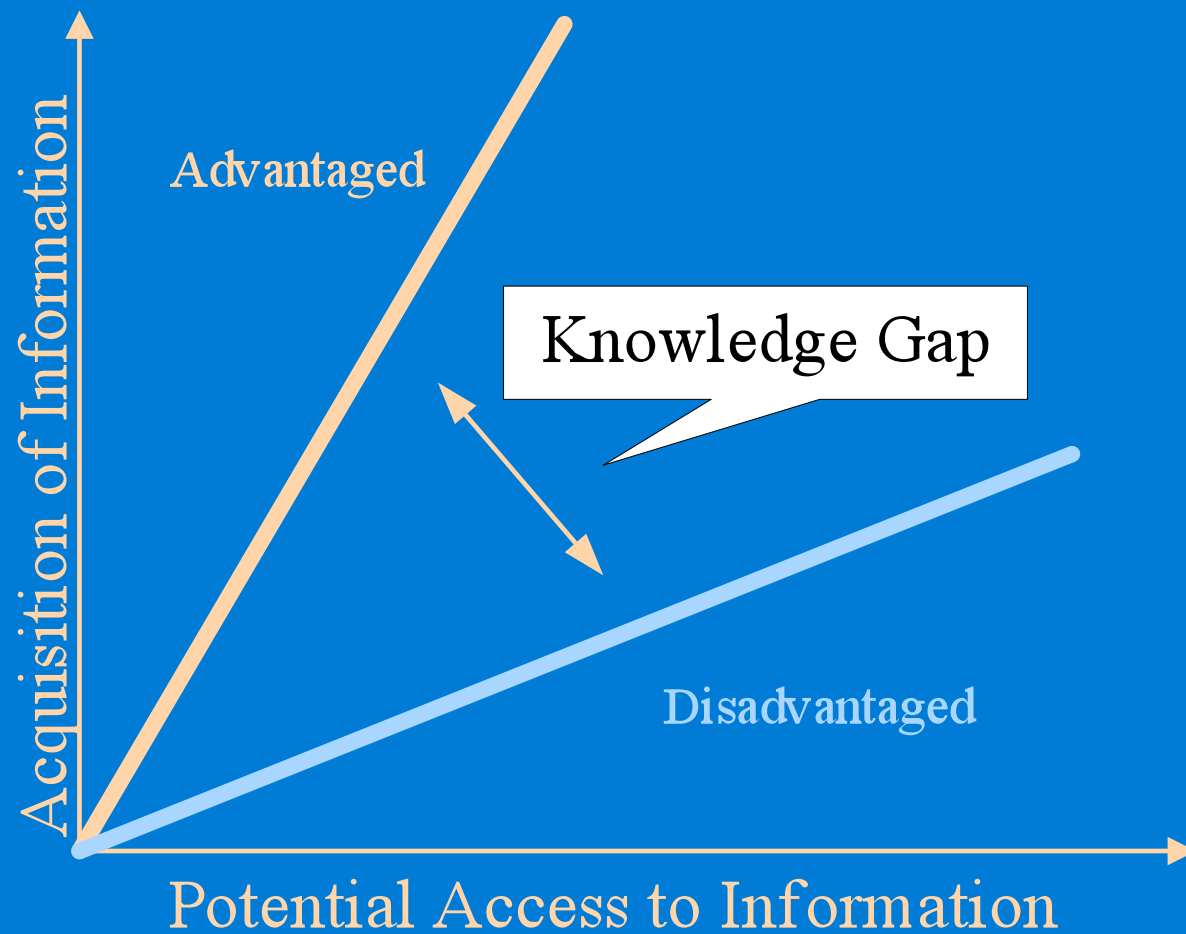 Acquisition of Information
Advantaged
Knowledge Gap
Disadvantaged
Potential Access to Information